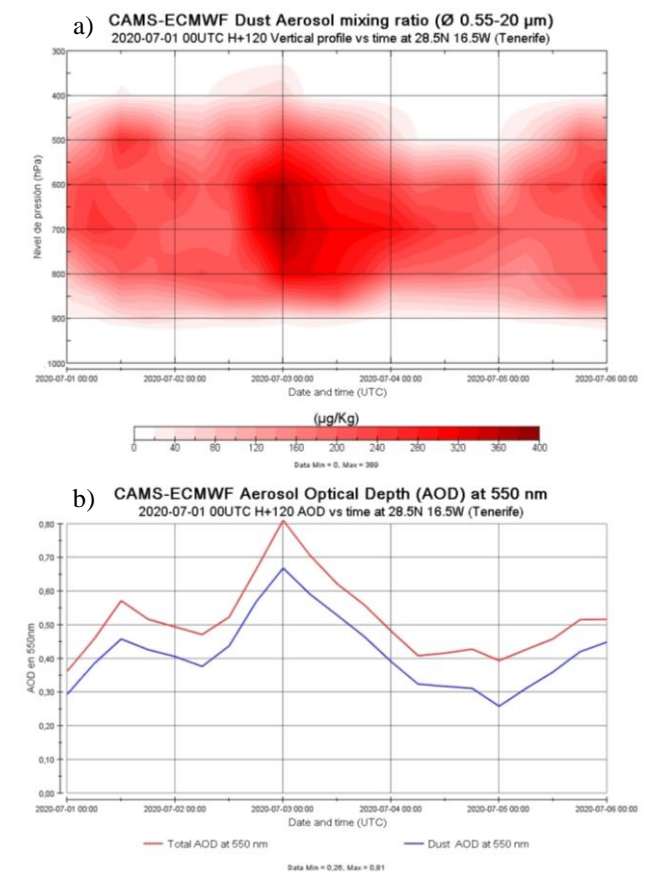 a) CAMS-ECMWF Dust Aerosol mixing ratio (Ø 0.55-20 µm)
2020-07-01 00UTC H+120 Vertical profile vs time at 28.5N 16.5W (Tenerife)
300
400
500
600
700
800
900
1000
Nivel de presión (hPa)
2020-07-01 00:00 2020-07-02 00:00 2020-07-03 00:00 2020-07-04 00:00 2020-07-05 00:00 2020-07-06 00:00
Date and time (UTC)
(µg/Kg)
0 40 80 120 160 200 240 280 320 360 400
Data Min = 0, Max = 389
b) CAMS-ECMWF Aerosol Optical Depth (AOD) at 550 nm
2020-07-01 00UTC H+120 AOD vs time at 28.5N 16.5W (Tenerife)
0,80
0,70
0,60
0,50
0,40
0,30
0,20
0,10
0,00
AOD en 550nm
2020-07-01 00:00 2020-07-02 00:00 2020-07-03 00:00 2020-07-04 00:00 2020-07-05 00:00 2020-07-06 00:00
Date and time (UTC)
Total AOD at 550 nm Dust AOD at 550 nm
Data Min = 0,26, Max = 0,81